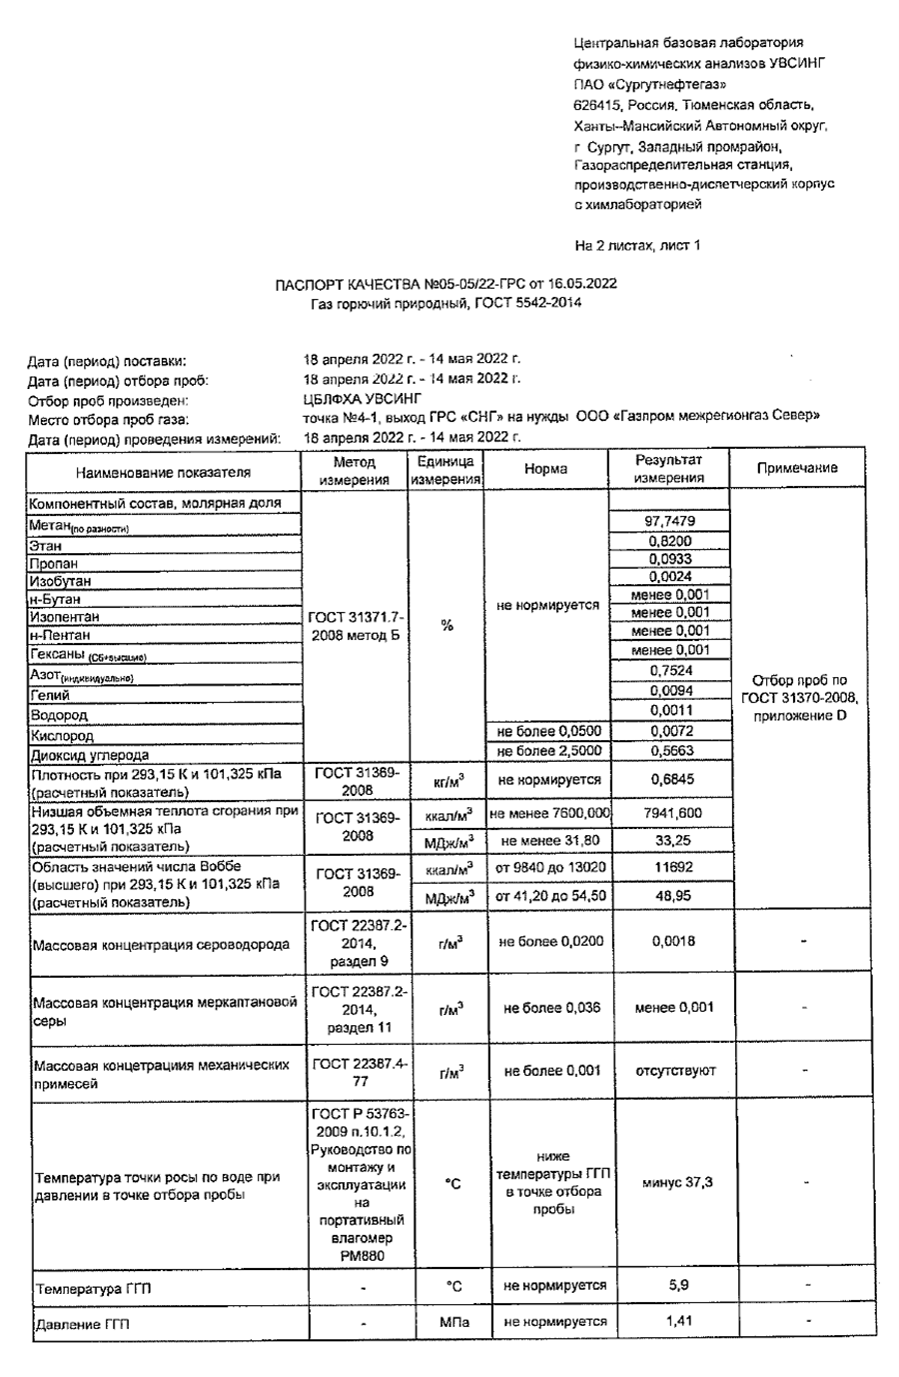 Центральная базовая лаборатория
физико-химических анализов УВСИНГ
ПАО «Сургутнефтегаз»
626415, Россия, Тюменская область,
Ханты–Мансийский Автономный округ,
г Сургут, Западный промрайон,
Газораспределительная станция,
производственно-диспетчерский корпус
с химлабораторией
На 2 листах, лист 1
ПАСПОРТ КАЧЕСТВА №05-05/22-ГРС от 16.05.2022
Газ горючий природный, ГОСТ 5542-2014
Дата (период) поставки: 18 апреля 2022 г. - 14 мая 2022 г.
Дата (период) отбора проб: 18 апреля 2022 г. - 14 мая 2022 г.
Отбор проб произведен: ЦБЛФХА УВСИНГ
Место отбора проб газа: точка №4-1, выход ГРС «СНГ» на нужды ООО «Газпром межрегионгаз Север»
Дата (период) проведения измерений: 18 апреля 2022 г. - 14 мая 2022 г.
Наименование показателя Метод измерения Единица измерения Норма Результат измерения Примечание
Компонентный состав, молярная доля
Метан(по разности) 97,7479
Этан 0,8200
Пропан 0,0933
Изобутан 0,0024
н-Бутан менее 0,001
Изопентан менее 0,001
н-Пентан менее 0,001
Гексаны (С6+высшие) менее 0,001
Азот(индивидуально) 0,7524
Гелий 0,0094
Водород 0,0011
ГОСТ 31371.7-
2008 метод Б
%
не нормируется
Кислород не более 0,0500 0,0072
Диоксид углерода не более 2,5000 0,5663
Отбор проб по
ГОСТ 31370-2008,
приложение D
Плотность при 293,15 К и 101,325 кПа
(расчетный показатель)
ГОСТ 31369-
2008
кг/м³ не нормируется 0,6845
Низшая объемная теплота сгорания при
293,15 К и 101,325 кПа
(расчетный показатель)
ГОСТ 31369-
2008
ккал/м³ не менее 7600,000 7941,600
МДж/м³ не менее 31,80 33,25
Область значений числа Воббе
(высшего) при 293,15 К и 101,325 кПа
(расчетный показатель)
ГОСТ 31369-
2008
ккал/м³ от 9840 до 13020 11692
МДж/м³ от 41,20 до 54,50 48,95
Массовая концентрация сероводорода
ГОСТ 22387.2-
2014,
раздел 9
г/м³ не более 0,0200 0,0018 -
Массовая концентрация меркаптановой
серы
ГОСТ 22387.2-
2014,
раздел 11
г/м³ не более 0,036 менее 0,001 -
Массовая концетрациия механических
примесей
ГОСТ 22387.4-
77
г/м³ не более 0,001 отсутствуют -
Температура точки росы по воде при
давлении в точке отбора пробы
ГОСТ Р 53763-
2009 п.10.1.2,
Руководство по
монтажу и
эксплуатации
на
портативный
влагомер
РМ880
°С
ниже
температуры ГГП
в точке отбора
пробы
минус 37,3 -
Температура ГГП - °С не нормируется 5,9 -
Давление ГГП - МПа не нормируется 1,41 -